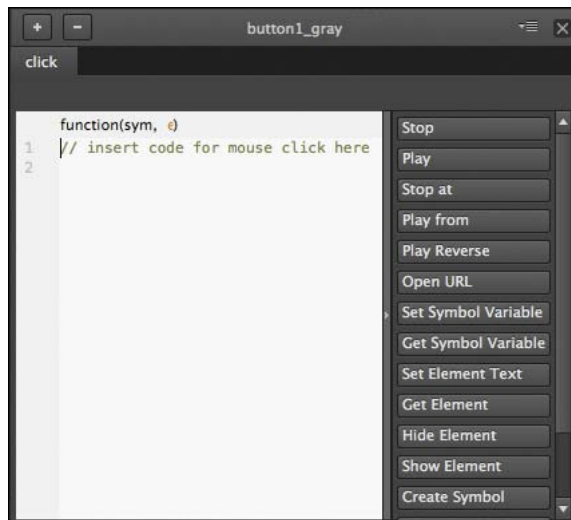 + - button1_gray
click
function(sym, e)
1 // insert code for mouse click here
2
Stop
Play
Stop at
Play from
Play Reverse
Open URL
Set Symbol Variable
Get Symbol Variable
Set Element Text
Get Element
Hide Element
Show Element
Create Symbol